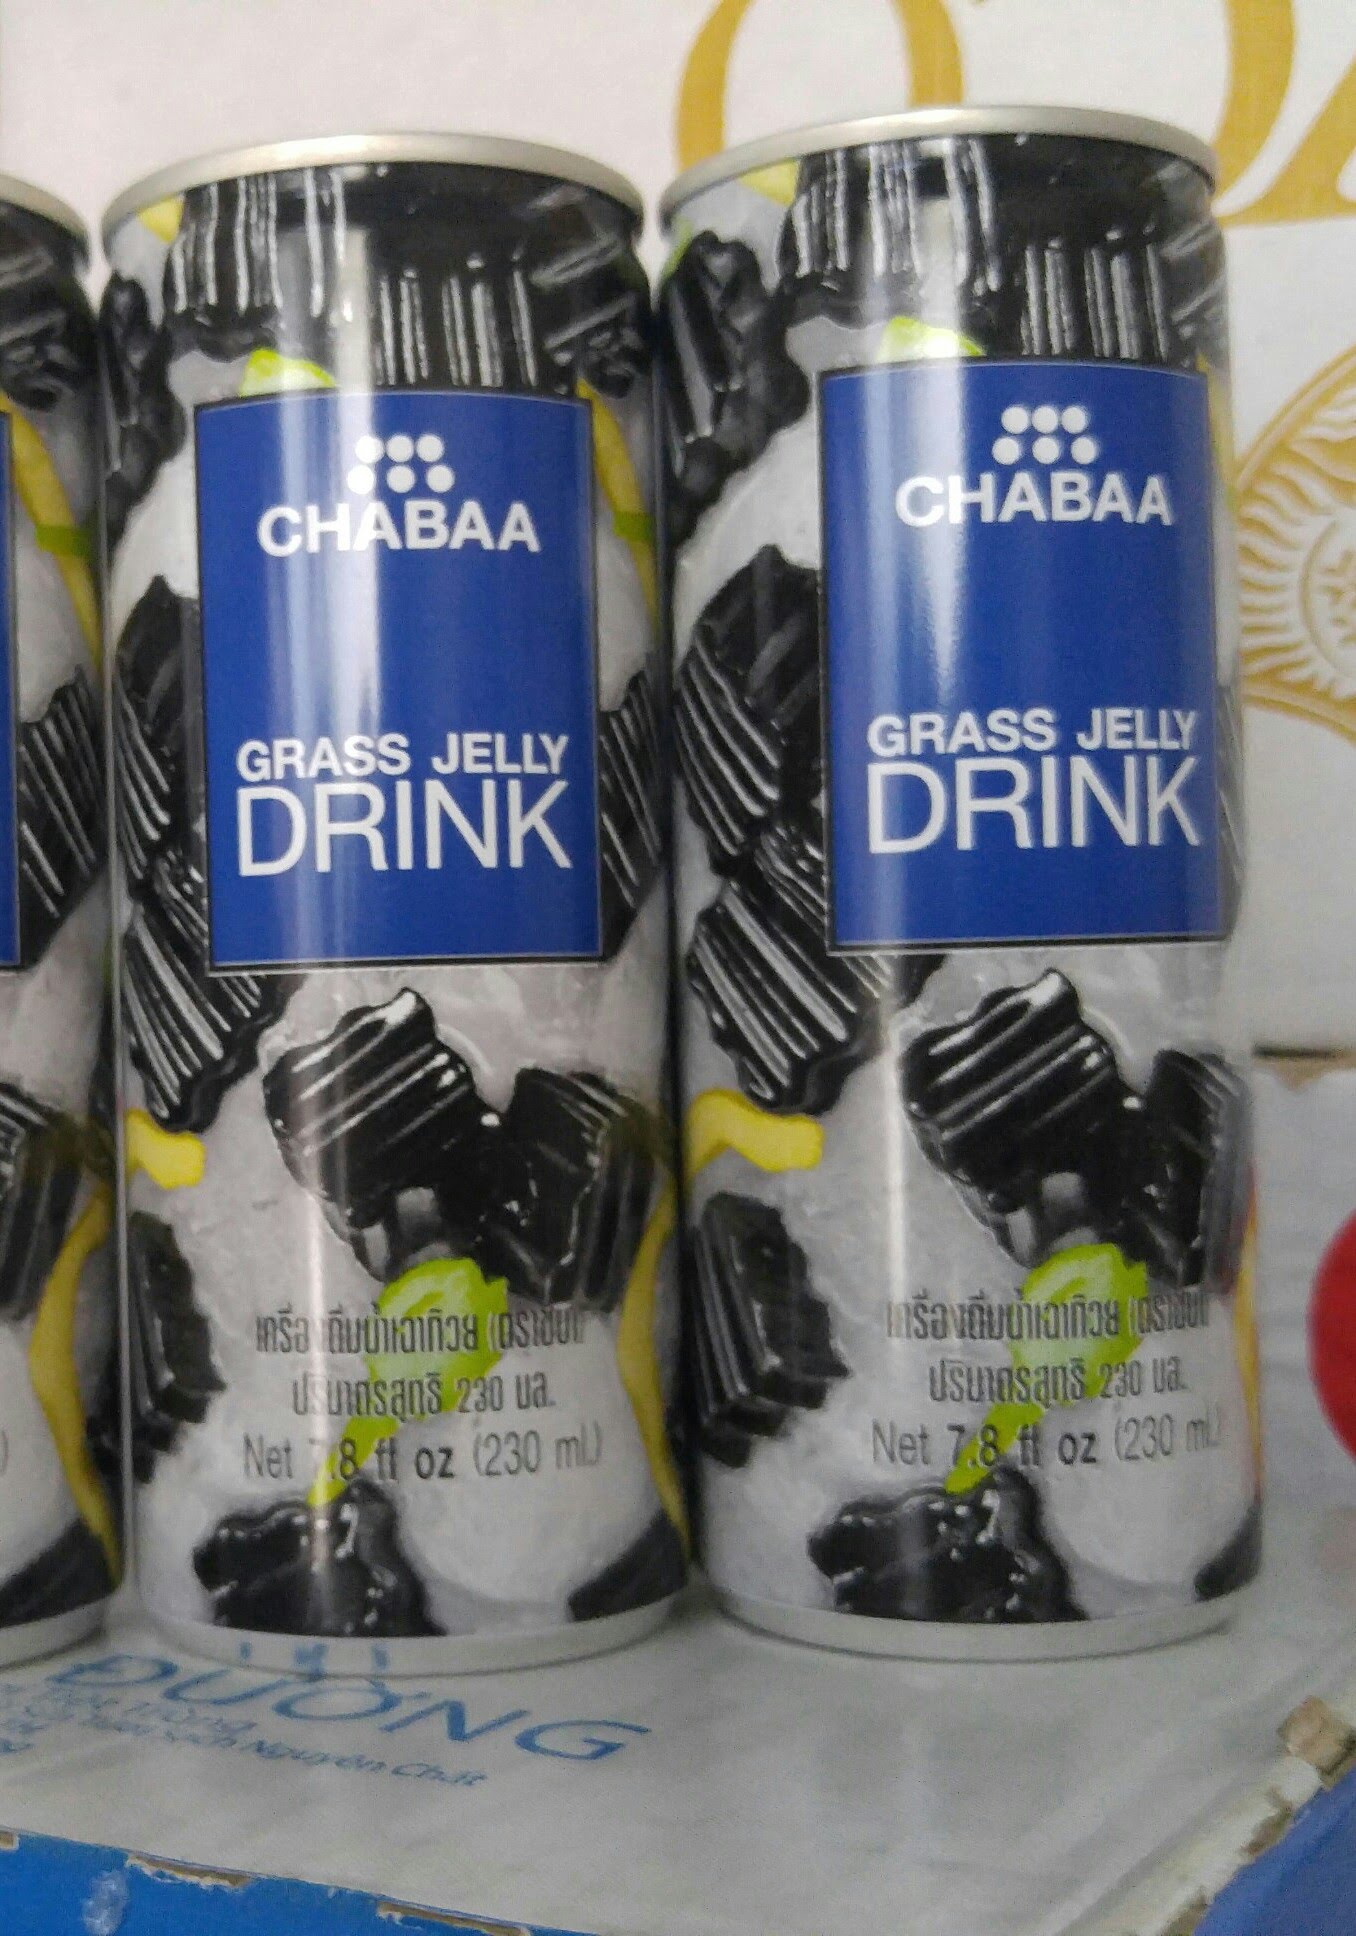 CHABAA
GRASS JELLY
DRINK
เครื่องดื่มน้ำเฉาก๊วย (ตราชบา)
ปริมาตรสุทธิ 230 มล.
Net 7.8 fl oz (230 mL)
CHABAA
GRASS JELLY
DRINK
เครื่องดื่มน้ำเฉาก๊วย (ตราชบา)
ปริมาตรสุทธิ 230 มล.
Net 7.8 fl oz (230 mL)
ĐƯỜNG
Nguyên Chất